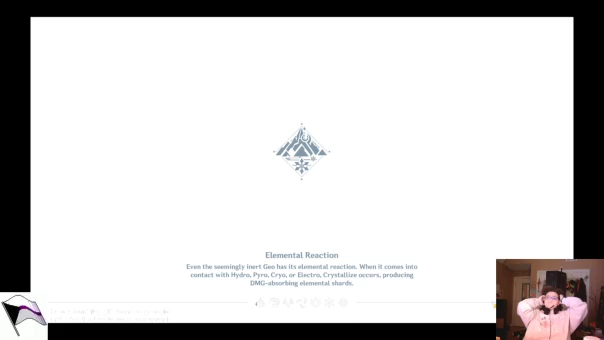 Elemental Reaction
Even the seemingly inert Geo has its elemental reaction. When it comes into
contact with Hydro, Pyro, Cryo, or Electro, Crystallize occurs, producing
DMG-absorbing elemental shards.